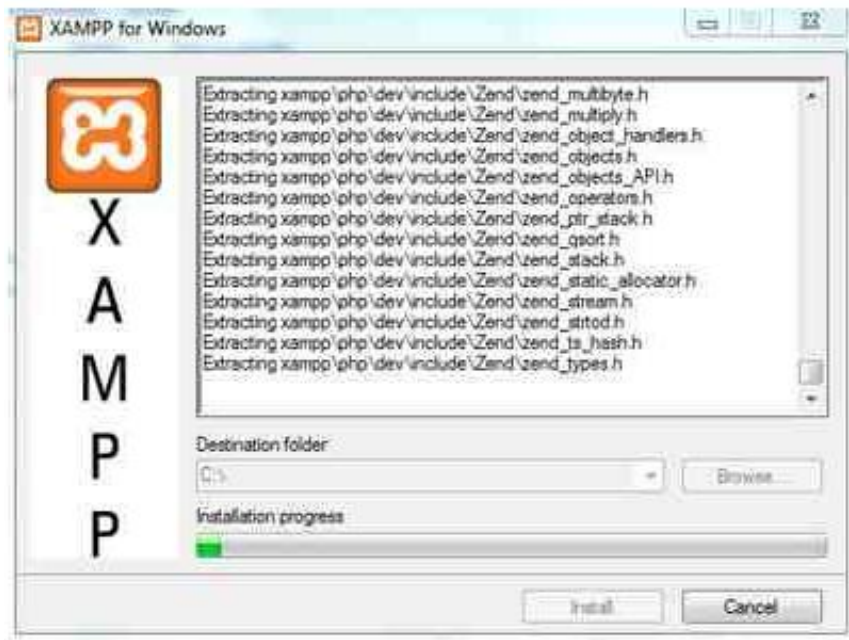 XAMPP for Windows
X
A
M
P
P
Extracting xampp\php\dev\include\Zend\zend_multibyte.h
Extracting xampp\php\dev\include\Zend\zend_multiply.h
Extracting xampp\php\dev\include\Zend\zend_object_handlers.h
Extracting xampp\php\dev\include\Zend\zend_objects.h
Extracting xampp\php\dev\include\Zend\zend_objects_API.h
Extracting xampp\php\dev\include\Zend\zend_operators.h
Extracting xampp\php\dev\include\Zend\zend_ptr_stack.h
Extracting xampp\php\dev\include\Zend\zend_qsort.h
Extracting xampp\php\dev\include\Zend\zend_stack.h
Extracting xampp\php\dev\include\Zend\zend_static_allocator.h
Extracting xampp\php\dev\include\Zend\zend_stream.h
Extracting xampp\php\dev\include\Zend\zend_strtod.h
Extracting xampp\php\dev\include\Zend\zend_ts_hash.h
Extracting xampp\php\dev\include\Zend\zend_types.h
Destination folder
C:\
Browse...
Installation progress
Install
Cancel